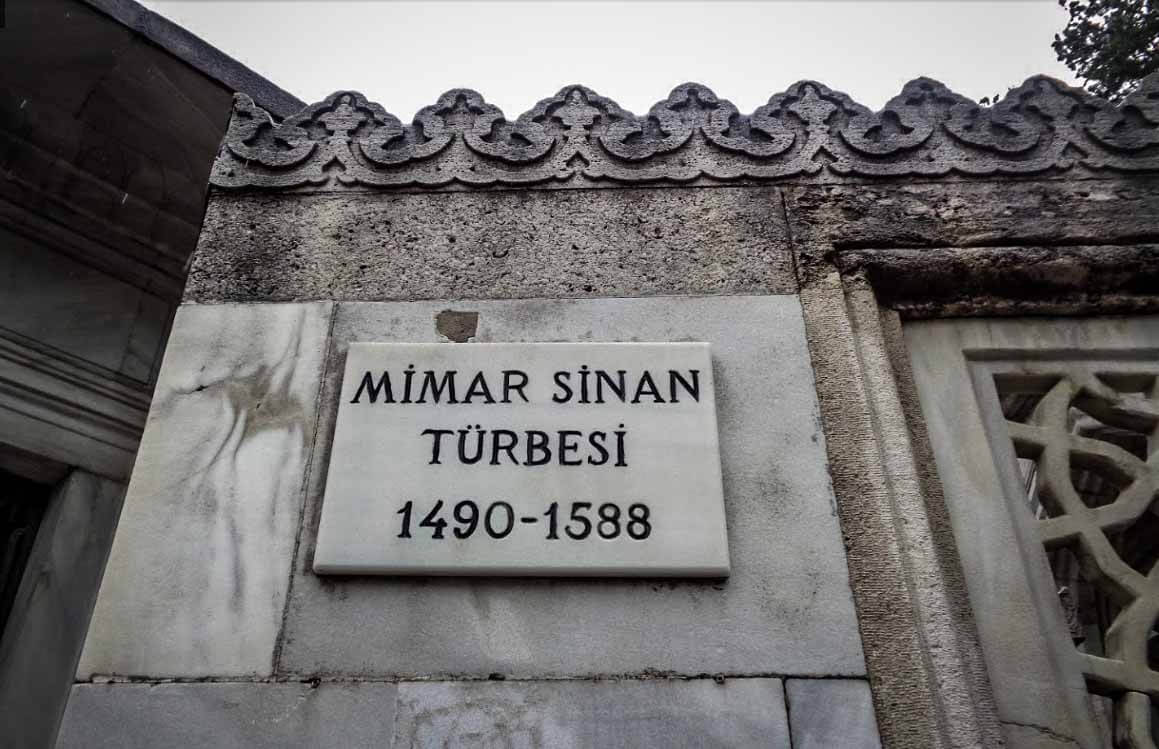 MİMAR SİNAN
TÜRBESİ
1490-1588